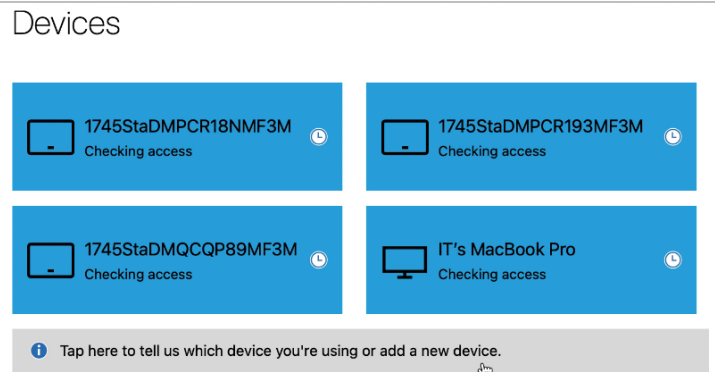 Devices
1745StaDMPCR18NMF3M
Checking access
1745StaDMPCR193MF3M
Checking access
1745StaDMQCQP89MF3M
Checking access
IT's MacBook Pro
Checking access
Tap here to tell us which device you're using or add a new device.